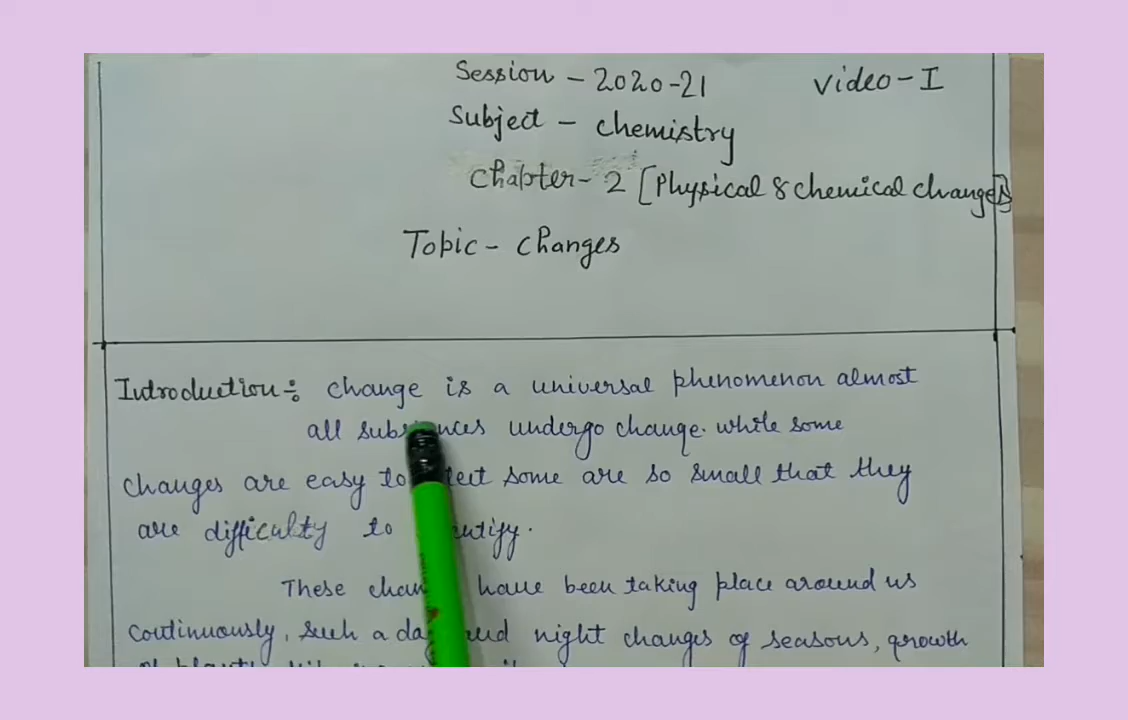 Session - 2020-21 Video-I
Subject - Chemistry
Chapter- 2 [Physical & chemical changes]
Topic - Changes
Introduction:- Change is a universal phenomenon almost
all undergo change. while some
changes are easy to some are so small that they
are difficulty to
These have been taking place around us
continuously, such a night changes of seasons, growth